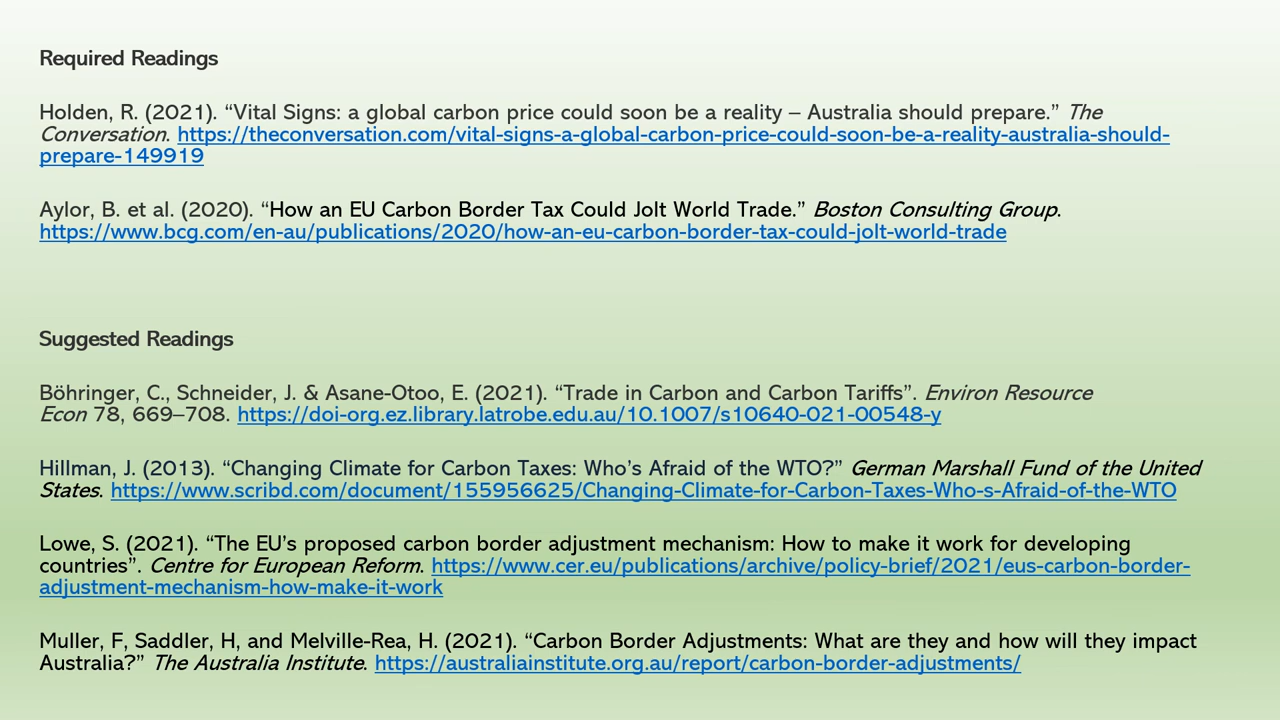 Required Readings
Holden, R. (2021). “Vital Signs: a global carbon price could soon be a reality – Australia should prepare.” The
Conversation. https://theconversation.com/vital-signs-a-global-carbon-price-could-soon-be-a-reality-australia-should-
prepare-149919
Aylor, B. et al. (2020). “How an EU Carbon Border Tax Could Jolt World Trade.” Boston Consulting Group.
https://www.bcg.com/en-au/publications/2020/how-an-eu-carbon-border-tax-could-jolt-world-trade
Suggested Readings
Böhringer, C., Schneider, J. & Asane-Otoo, E. (2021). “Trade in Carbon and Carbon Tariffs”. Environ Resource
Econ 78, 669–708. https://doi-org.ez.library.latrobe.edu.au/10.1007/s10640-021-00548-y
Hillman, J. (2013). “Changing Climate for Carbon Taxes: Who’s Afraid of the WTO?” German Marshall Fund of the United
States. https://www.scribd.com/document/155956625/Changing-Climate-for-Carbon-Taxes-Who-s-Afraid-of-the-WTO
Lowe, S. (2021). “The EU’s proposed carbon border adjustment mechanism: How to make it work for developing
countries”. Centre for European Reform. https://www.cer.eu/publications/archive/policy-brief/2021/eus-carbon-border-
adjustment-mechanism-how-make-it-work
Muller, F, Saddler, H, and Melville-Rea, H. (2021). “Carbon Border Adjustments: What are they and how will they impact
Australia?” The Australia Institute. https://australiainstitute.org.au/report/carbon-border-adjustments/